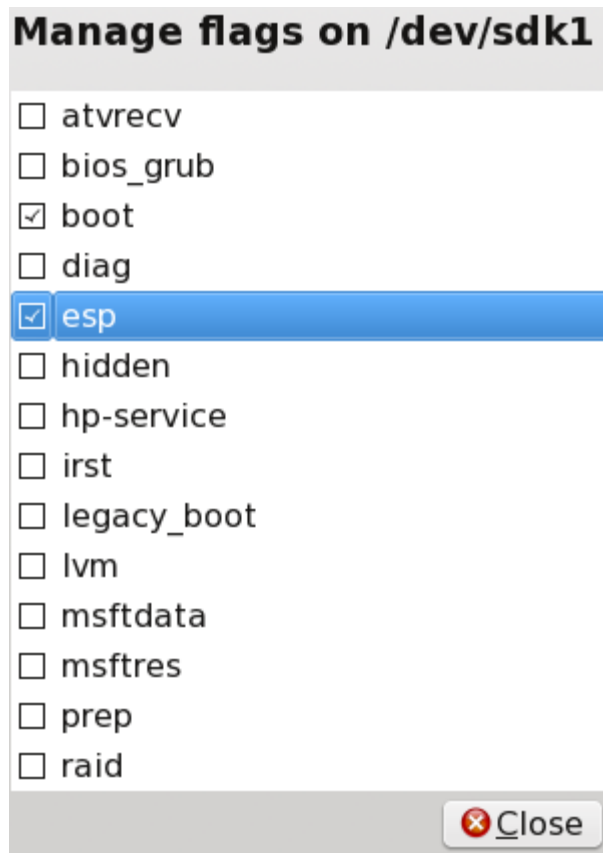 Manage flags on /dev/sdk1
atvrecv
bios_grub
boot
diag
esp
hidden
hp-service
irst
legacy_boot
lvm
msftdata
msftres
prep
raid
Close